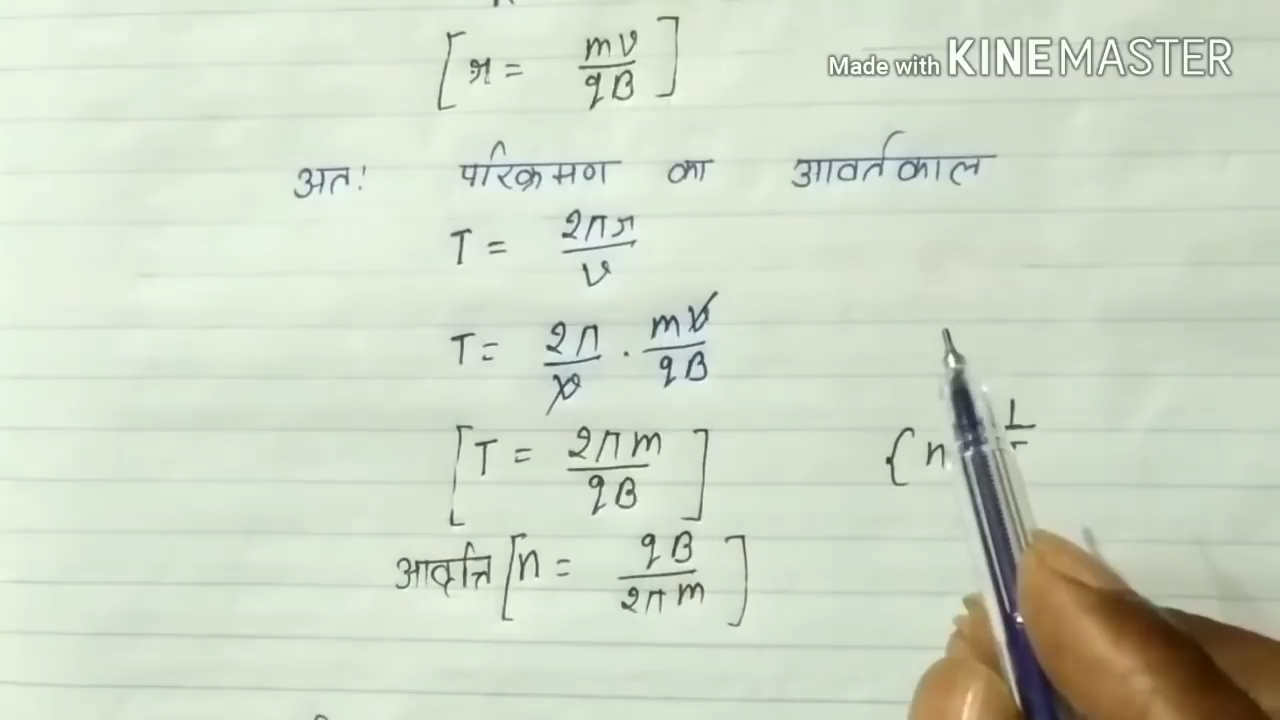 [r = mv/qB]
Made with KINEMASTER
अतः परिक्रमण का आवर्तकाल
T = 2πr/v
T = 2π/v . mv/qB
[T = 2πm/qB]
{n 1/
आवृत्ति [n = qB/2πm]